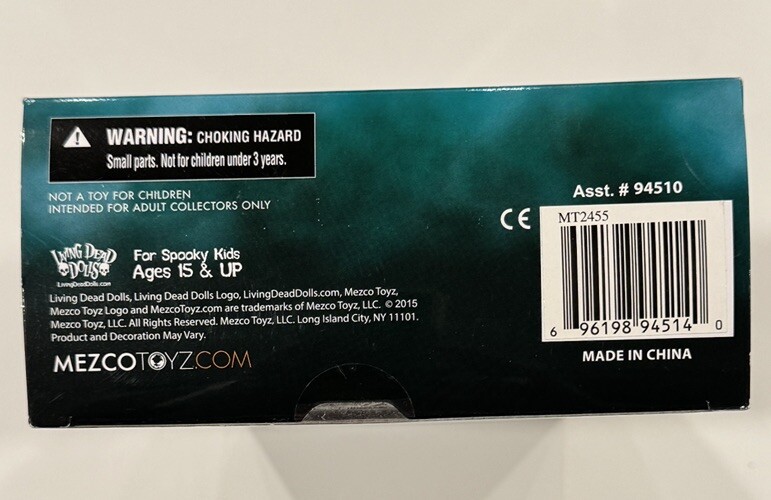 WARNING: CHOKING HAZARD
Small parts. Not for children under 3 years.
NOT A TOY FOR CHILDREN
INTENDED FOR ADULT COLLECTORS ONLY
LIVING DEAD
DOLLS
LivingDeadDolls.com
For Spooky Kids
Ages 15 & UP
Living Dead Dolls, Living Dead Dolls Logo, LivingDeadDolls.com, Mezco Toyz,
Mezco Toyz Logo and MezcoToyz.com are trademarks of Mezco Toyz, LLC. © 2015
Mezco Toyz, LLC. All Rights Reserved. Mezco Toyz, LLC. Long Island City, NY 11101.
Product and Decoration May Vary.
MEZCOTOYZ.COM
Asst. # 94510
CE
MT2455
6 96198 94514 0
MADE IN CHINA